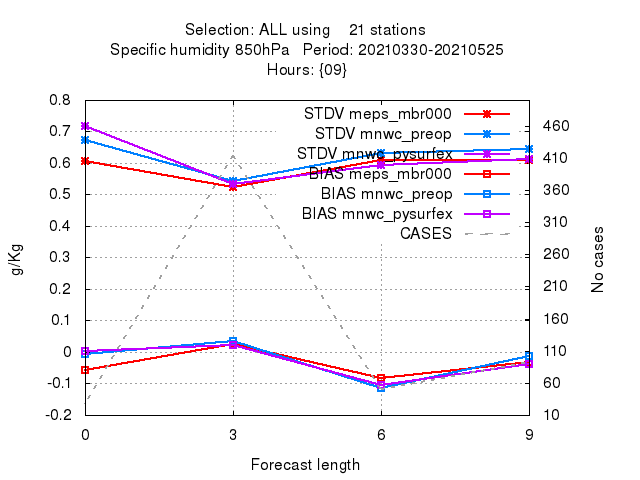 Selection: ALL using 21 stations
Specific humidity 850hPa Period: 20210330-20210525
Hours: {09}
STDV meps_mbr000
STDV mnwc_preop
STDV mnwc_pysurfex
BIAS meps_mbr000
BIAS mnwc_preop
BIAS mnwc_pysurfex
CASES
g/Kg
0.8
0.7
0.6
0.5
0.4
0.3
0.2
0.1
0
-0.1
-0.2
460
410
360
310
260
210
160
110
60
10
No cases
0 3 6 9
Forecast length